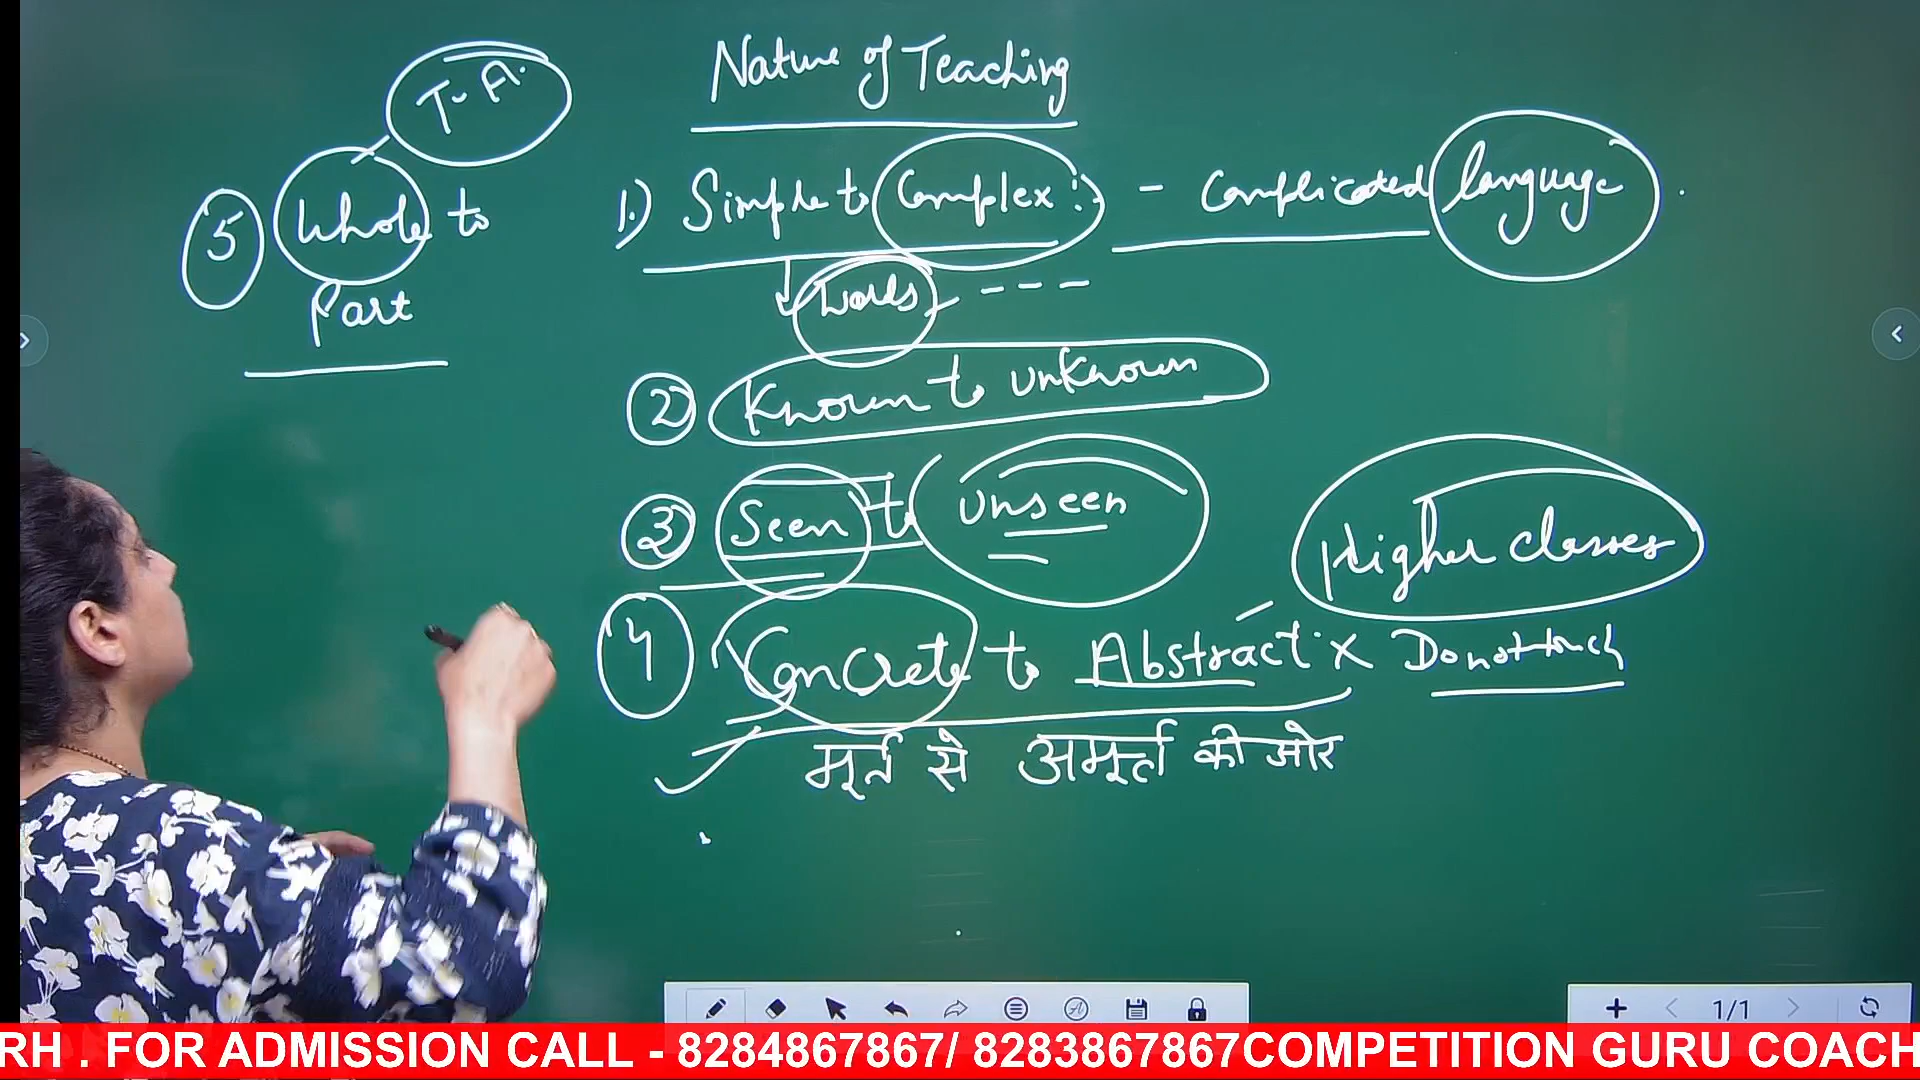 Nature of Teaching
1.) Simple to Complex :- - Complicated language.
words - - - -
② Known to unknown
③ Seen to unseen
Higher classes
④ Concrete to Abstract x Do not touch
मूर्त से अमूर्त की ओर
T-A.
⑤ Whole to
Part
1/1
RH . FOR ADMISSION CALL - 8284867867/ 8283867867COMPETITION GURU COACH